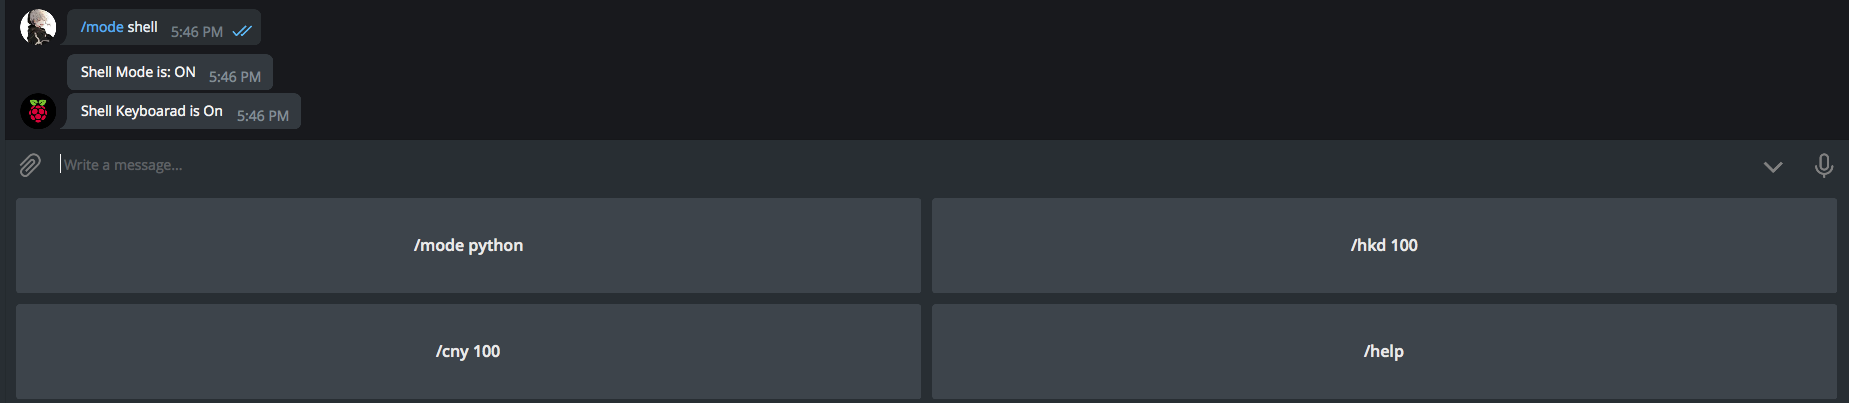 /mode shell 5:46 PM
Shell Mode is: ON 5:46 PM
Shell Keyboarad is On 5:46 PM
Write a message...
/mode python /hkd 100
/cny 100 /help